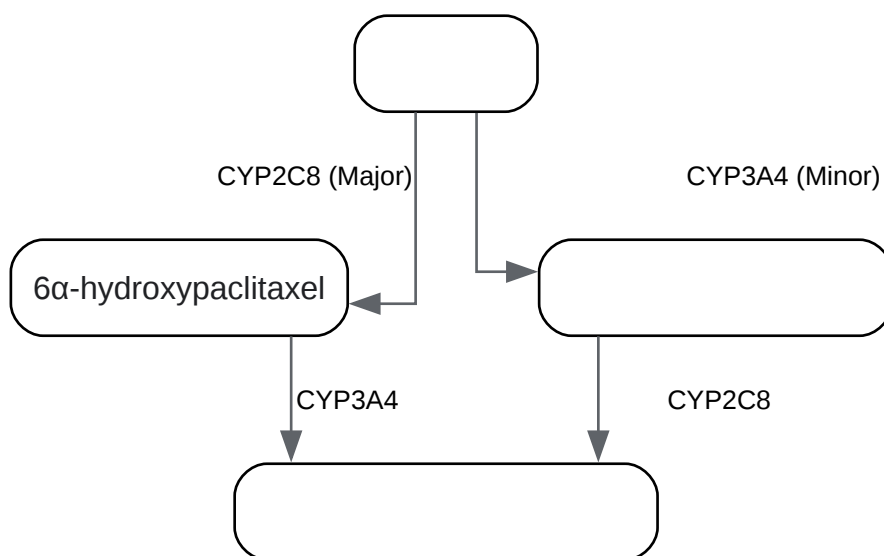 CYP2C8 (Major)
CYP3A4 (Minor)
6α-hydroxypaclitaxel
CYP3A4
CYP2C8